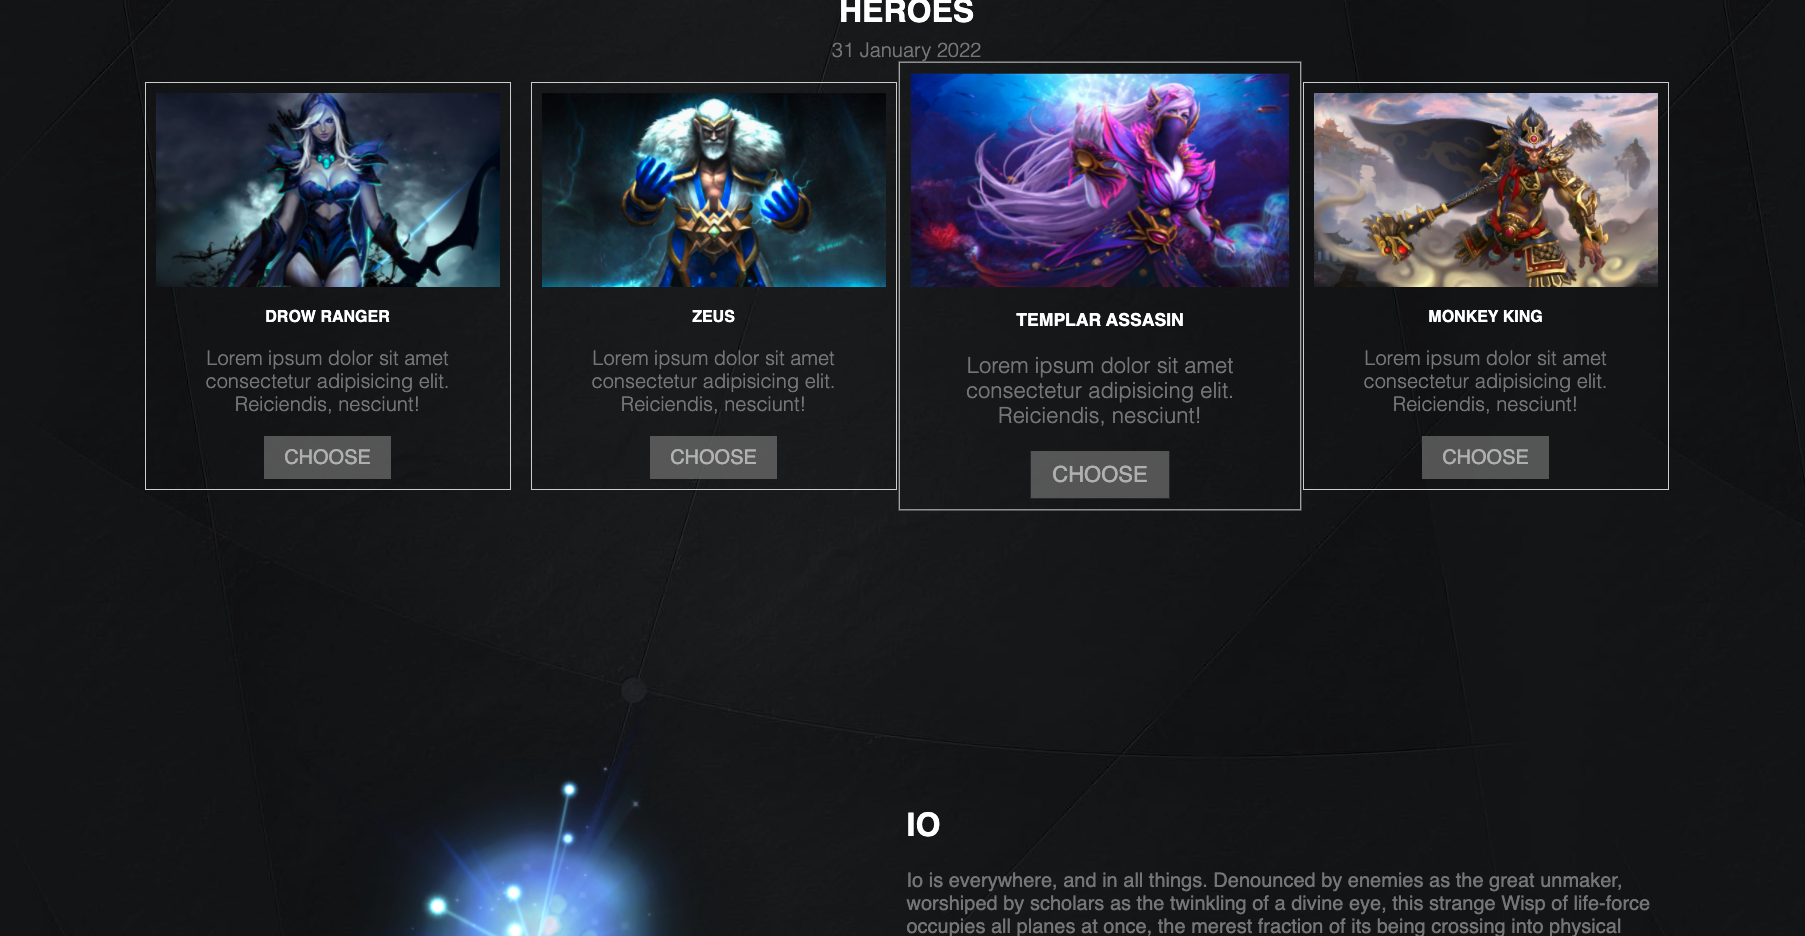 HEROES
31 January 2022
DROW RANGER
Lorem ipsum dolor sit amet
consectetur adipisicing elit.
Reiciendis, nesciunt!
CHOOSE
ZEUS
Lorem ipsum dolor sit amet
consectetur adipisicing elit.
Reiciendis, nesciunt!
CHOOSE
TEMPLAR ASSASIN
Lorem ipsum dolor sit amet
consectetur adipisicing elit.
Reiciendis, nesciunt!
CHOOSE
MONKEY KING
Lorem ipsum dolor sit amet
consectetur adipisicing elit.
Reiciendis, nesciunt!
CHOOSE
IO
Io is everywhere, and in all things. Denounced by enemies as the great unmaker,
worshiped by scholars as the twinkling of a divine eye, this strange Wisp of life-force
occupies all planes at once, the merest fraction of its being crossing into physical